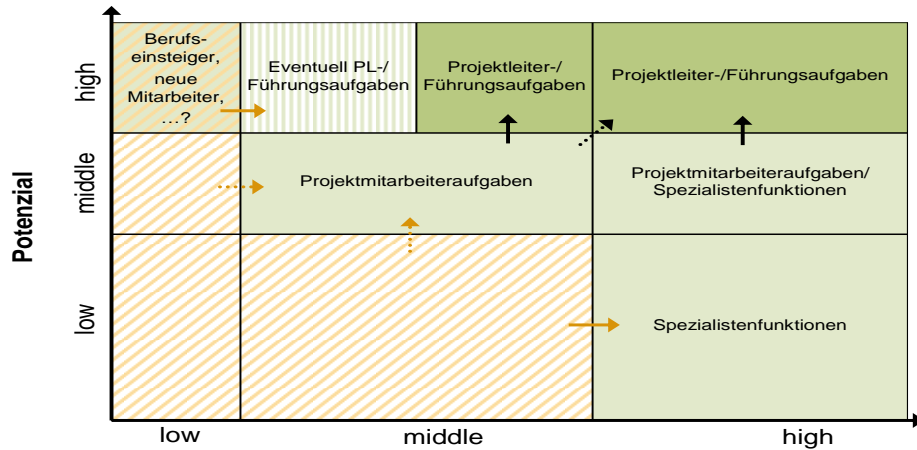 Berufs-
einsteiger,
neue
Mitarbeiter,
…?
Eventuell PL-/
Führungsaufgaben
Projektleiter-/
Führungsaufgaben
Projektleiter-/Führungsaufgaben
high
Projektmitarbeiteraufgaben
Projektmitarbeiteraufgaben/
Spezialistenfunktionen
middle
Potenzial
Spezialistenfunktionen
low
low
middle
high